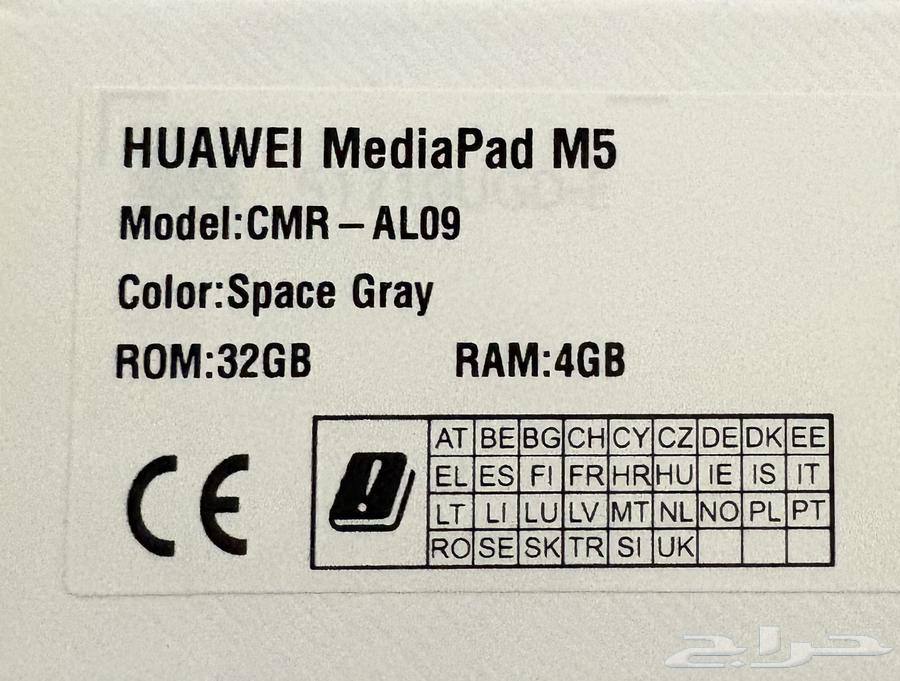 HUAWEI MediaPad M5
Model:CMR-AL09
Color:Space Gray
ROM:32GB RAM:4GB
CE
AT BE BG CH CY CZ DE DK EE
EL ES FI FR HR HU IE IS IT
LT LI LU LV MT NL NO PL PT
RO SE SK TR SI UK
حراج